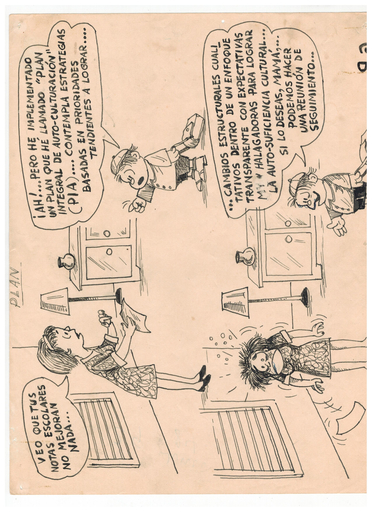 PLAN
VEO QUE TUS
NOTAS ESCOLARES
NO MEJORAN
NADA...
¡AH!....PERO HE IMPLEMENTADO
UN PLAN QUE HE LLAMADO "PLAN
INTEGRAL DE AUTO-CULTURACIÓN"
(PIA).....CONTEMPLA ESTRATEGIAS
BASADAS EN PRIORIDADES
TENDIENTES A LOGRAR....
...CAMBIOS ESTRUCTURALES CUALI_
TATIVOS DENTRO DE UN ENFOQUE
TRANSPARENTE CON EXPECTATIVAS
MUY HALAGADORAS PARA LOGRAR
LA AUTO-SUFICIENCIA CULTURAL...
SI LO DESEAS, MAMÁ,...
PODEMOS HACER
UNA REUNIÓN DE
SEGUIMIENTO...